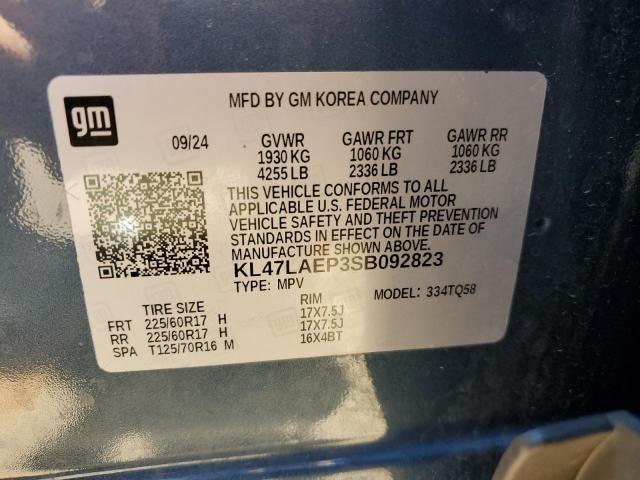 gm
MFD BY GM KOREA COMPANY
09/24 GVWR GAWR FRT GAWR RR
1930 KG 1060 KG 1060 KG
4255 LB 2336 LB 2336 LB
THIS VEHICLE CONFORMS TO ALL
APPLICABLE U.S. FEDERAL MOTOR
VEHICLE SAFETY AND THEFT PREVENTION
STANDARDS IN EFFECT ON THE DATE OF
MANUFACTURE SHOWN ABOVE.
KL47LAEP3SB092823
TYPE: MPV MODEL: 334TQ58
TIRE SIZE RIM
FRT 225/60R17 H 17X7.5J
RR 225/60R17 H 17X7.5J
SPA T125/70R16 M 16X4BT